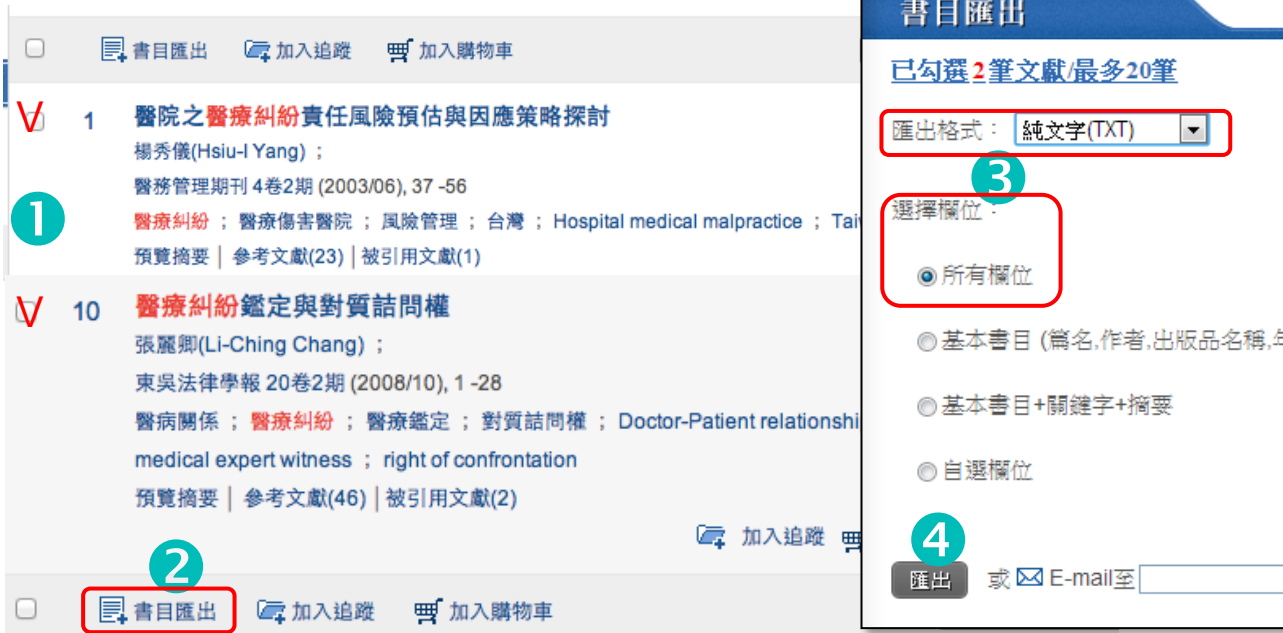 書目匯出 加入追蹤 加入購物車
V 1 醫院之醫療糾紛責任風險預估與因應策略探討
楊秀儀(Hsiu-I Yang) ;
醫務管理期刊 4卷2期 (2003/06), 37 -56
1
醫療糾紛 ; 醫療傷害醫院 ; 風險管理 ; 台灣 ; Hospital medical malpractice ; Tai
預覽摘要 | 參考文獻(23) | 被引用文獻(1)
V 10 醫療糾紛鑑定與對質詰問權
張麗卿(Li-Ching Chang) ;
東吳法律學報 20卷2期 (2008/10), 1 -28
醫病關係 ; 醫療糾紛 ; 醫療鑑定 ; 對質詰問權 ; Doctor-Patient relationshi
medical expert witness ; right of confrontation
預覽摘要 | 參考文獻(46) | 被引用文獻(2)
加入追蹤
2
書目匯出 加入追蹤 加入購物車
書目匯出
已勾選2筆文獻/最多20筆
匯出格式： 純文字(TXT)
3
選擇欄位：
所有欄位
基本書目 (篇名,作者,出版品名稱,
基本書目+關鍵字+摘要
自選欄位
4
匯出 或 E-mail至